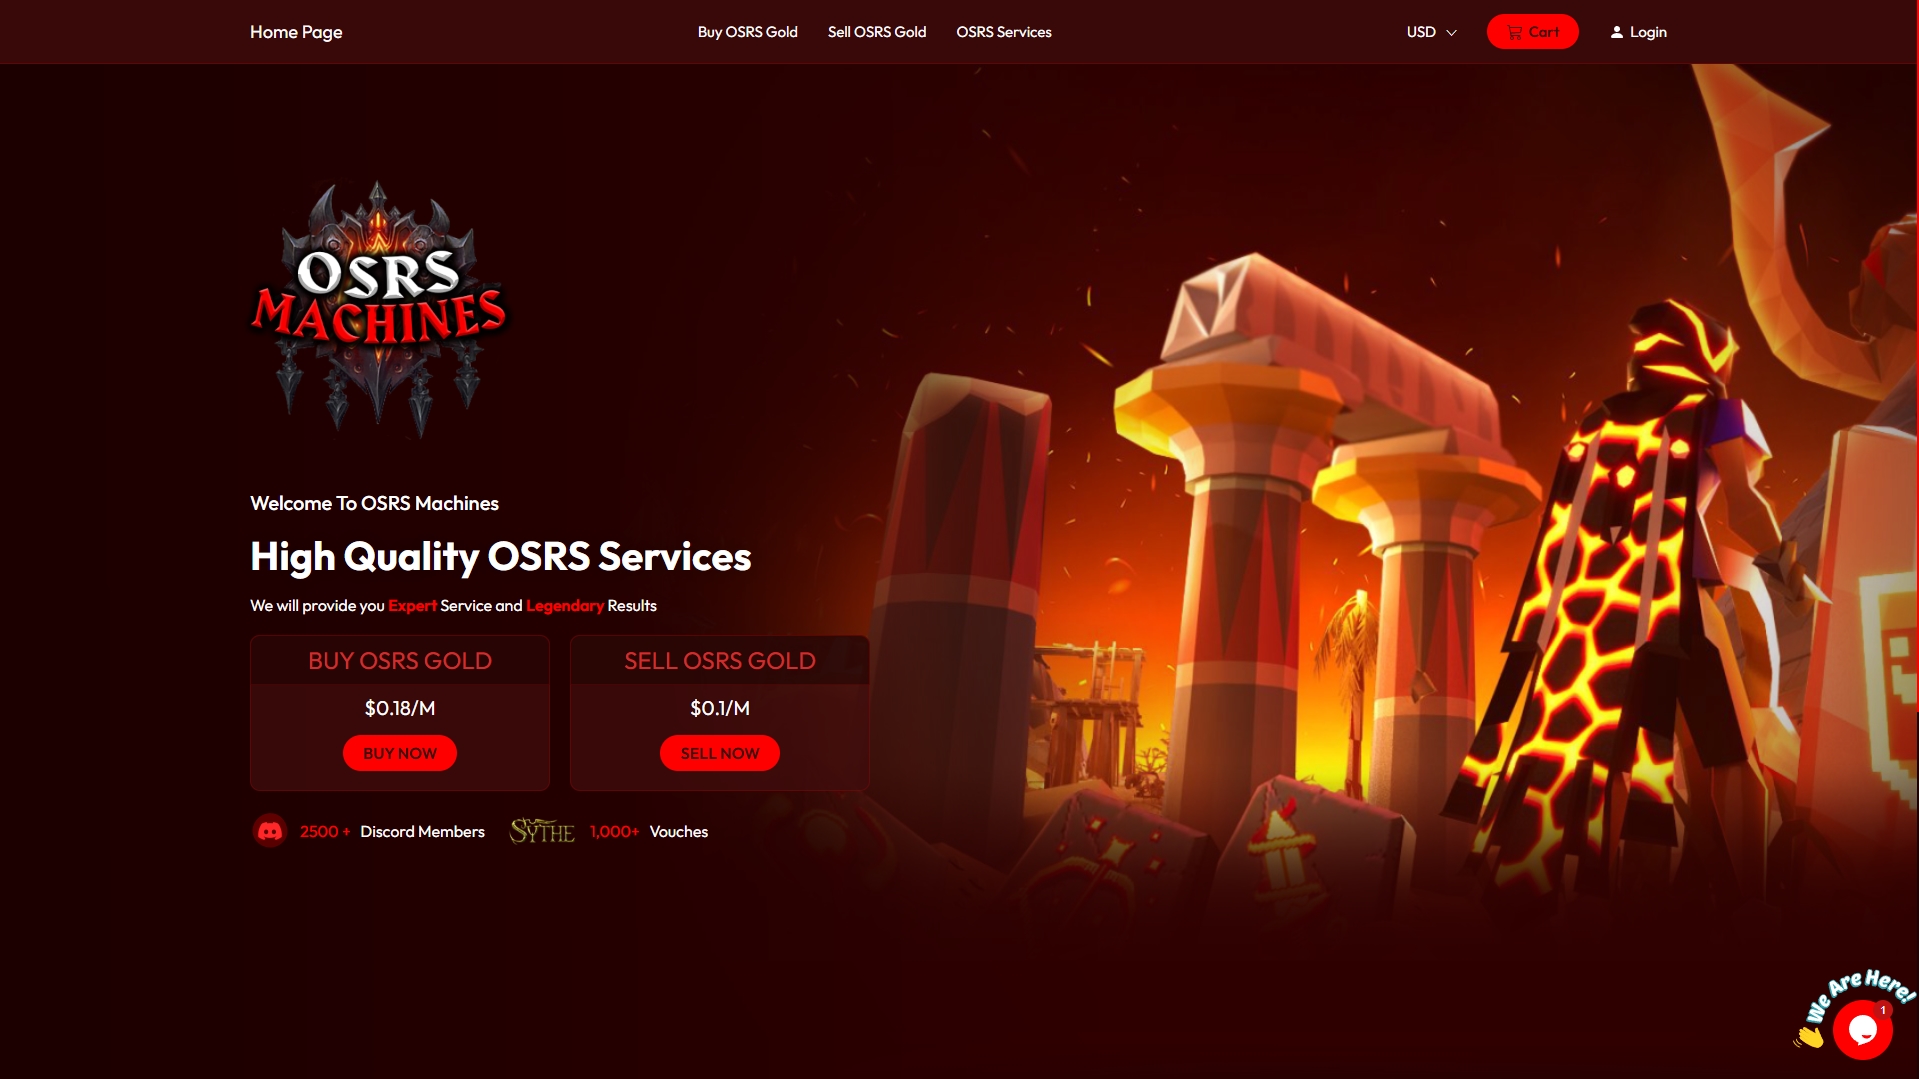 Home Page
Buy OSRS Gold
Sell OSRS Gold
OSRS Services
USD
Cart
Login
OSRS
MACHINES
Welcome To OSRS Machines
High Quality OSRS Services
We will provide you Expert Service and Legendary Results
BUY OSRS GOLD
$0.18/M
BUY NOW
SELL OSRS GOLD
$0.1/M
SELL NOW
2500 + Discord Members
SYTHE 1,000+ Vouches
We Are Here!
1